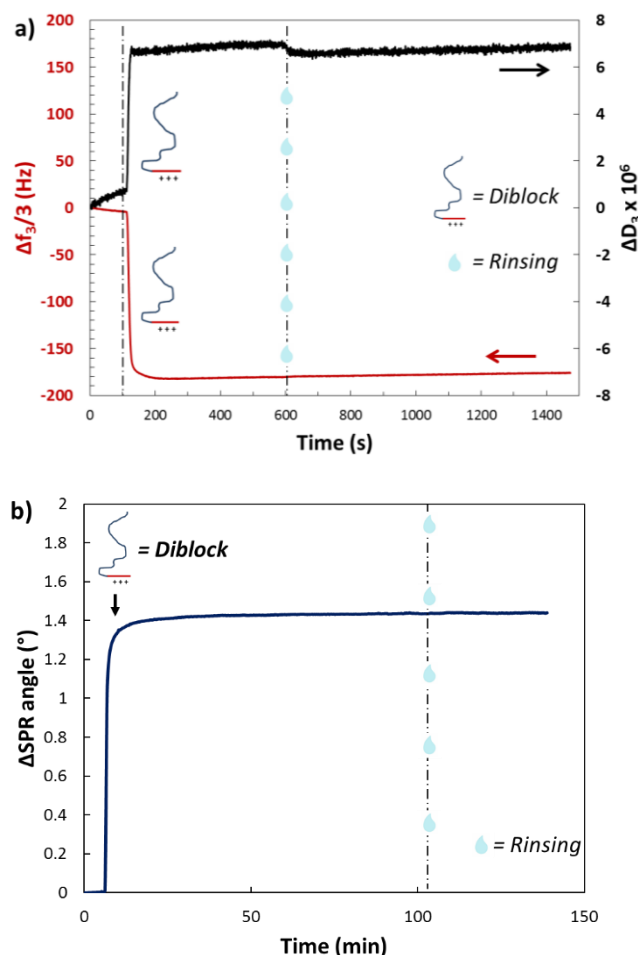 a)
200
150
100
50
0
-50
-100
-150
-200
Δf₃/3 (Hz)
8
6
4
2
0
-2
-4
-6
-8
ΔD₃ x 10⁶
+++
+++
+++
= Diblock
= Rinsing
0 200 400 600 800 1000 1200 1400
Time (s)
b)
2
1.8
1.6
1.4
1.2
1
0.8
0.6
0.4
0.2
0
ΔSPR angle (°)
+++
= Diblock
= Rinsing
0 50 100 150
Time (min)